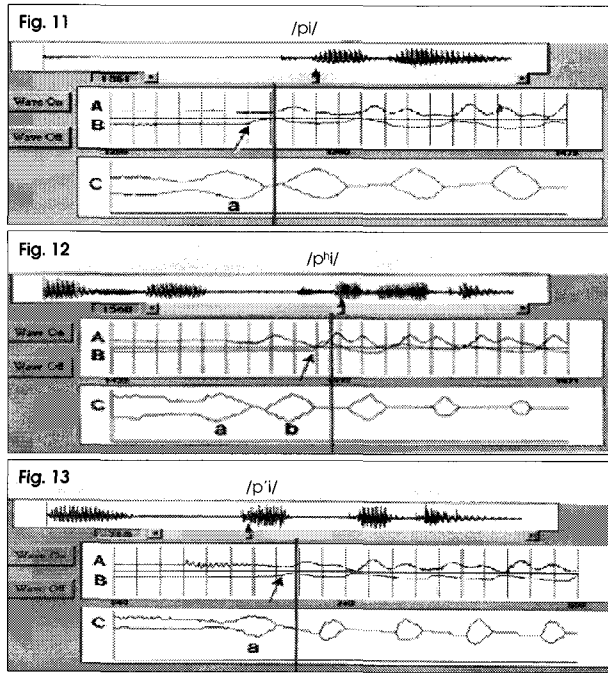 Fig. 11
/pi/
Wave On
A
Wave Off
B
C
a
Fig. 12
/pʰi/
Wave On
A
Wave Off
B
C
a b
Fig. 13
/p'i/
Wave On
A
Wave Off
B
C
a